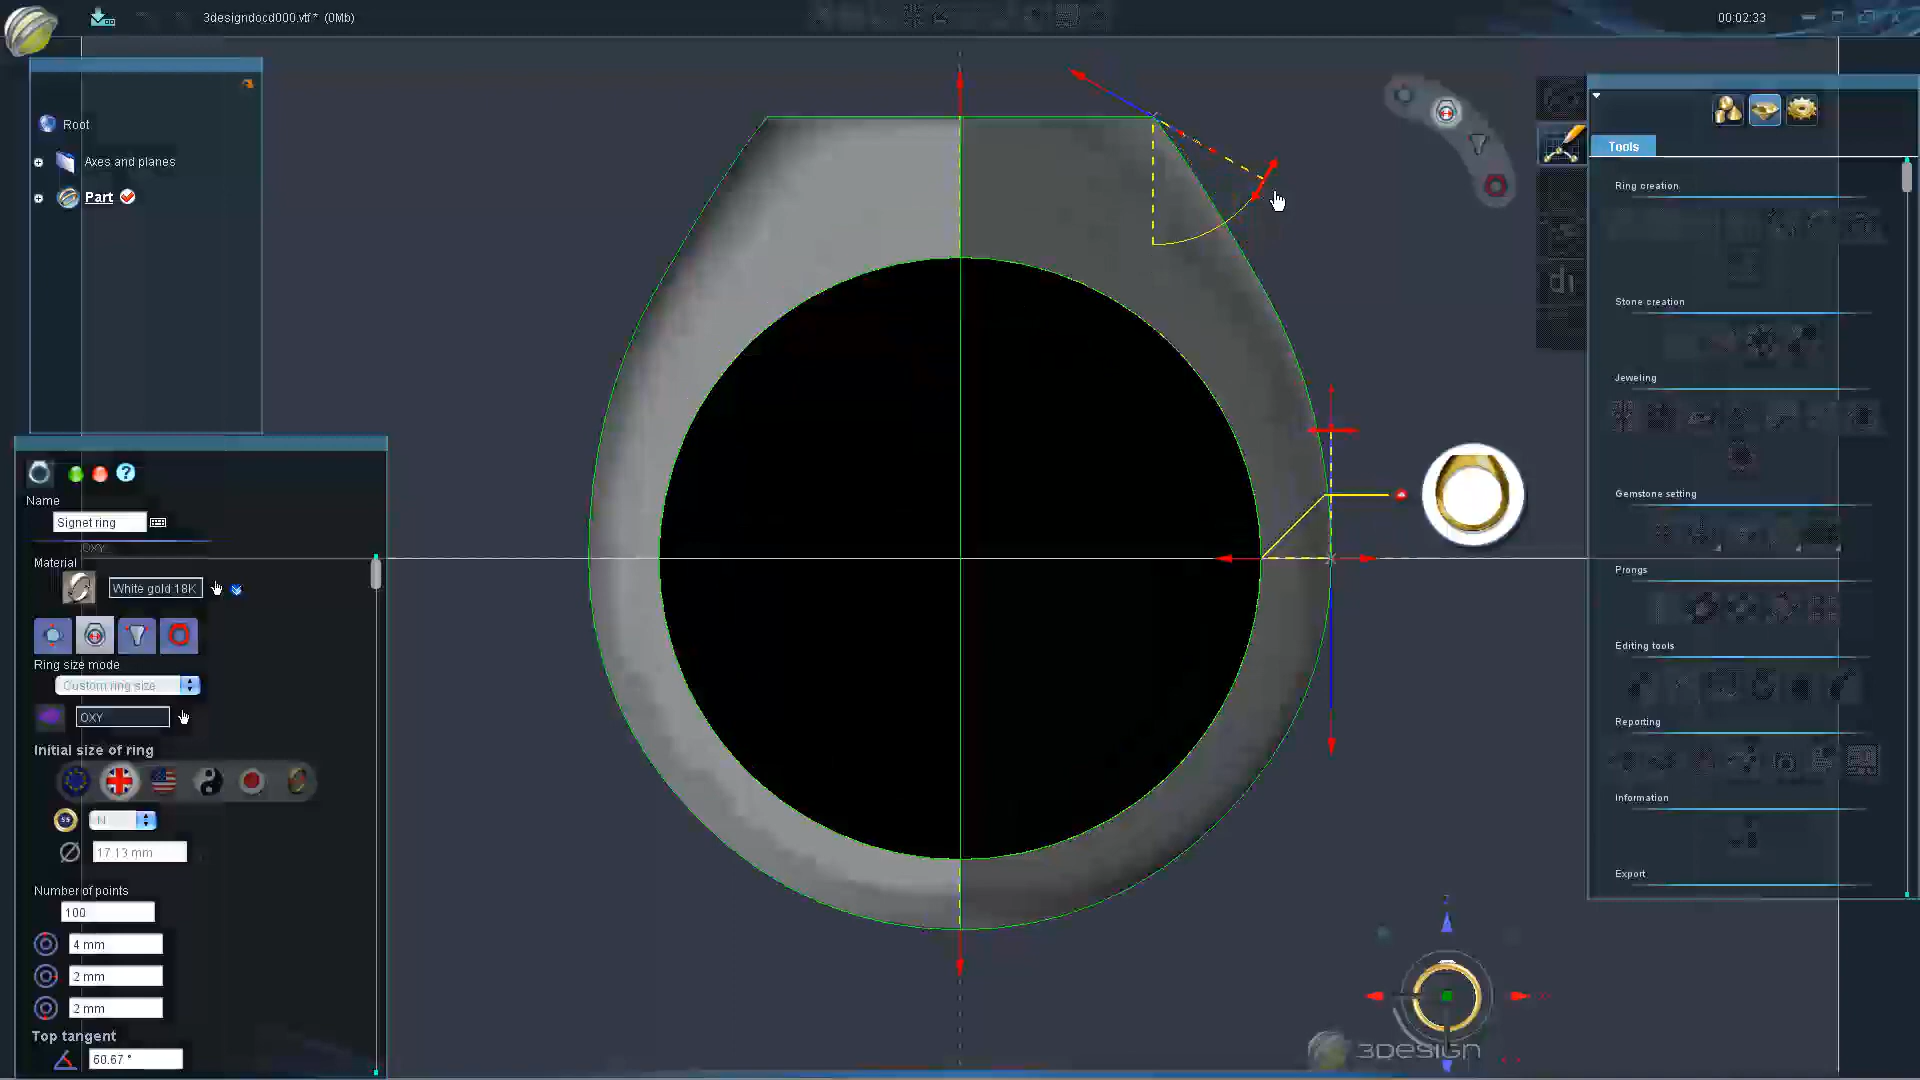 3designdocd000.vtf* (0Mb)
00:02:33
Root
Axes and planes
Part
Tools
Ring creation
Stone creation
Jeweling
Gemstone setting
Prongs
Editing tools
Reporting
Information
Export
Name
Signet ring
OXY
Material
White gold 18K
Ring size mode
Custom ring size
OXY
Initial size of ring
N
17.13 mm
Number of points
100
4 mm
2 mm
2 mm
Top tangent
60.67 °
Z
3DESIGN